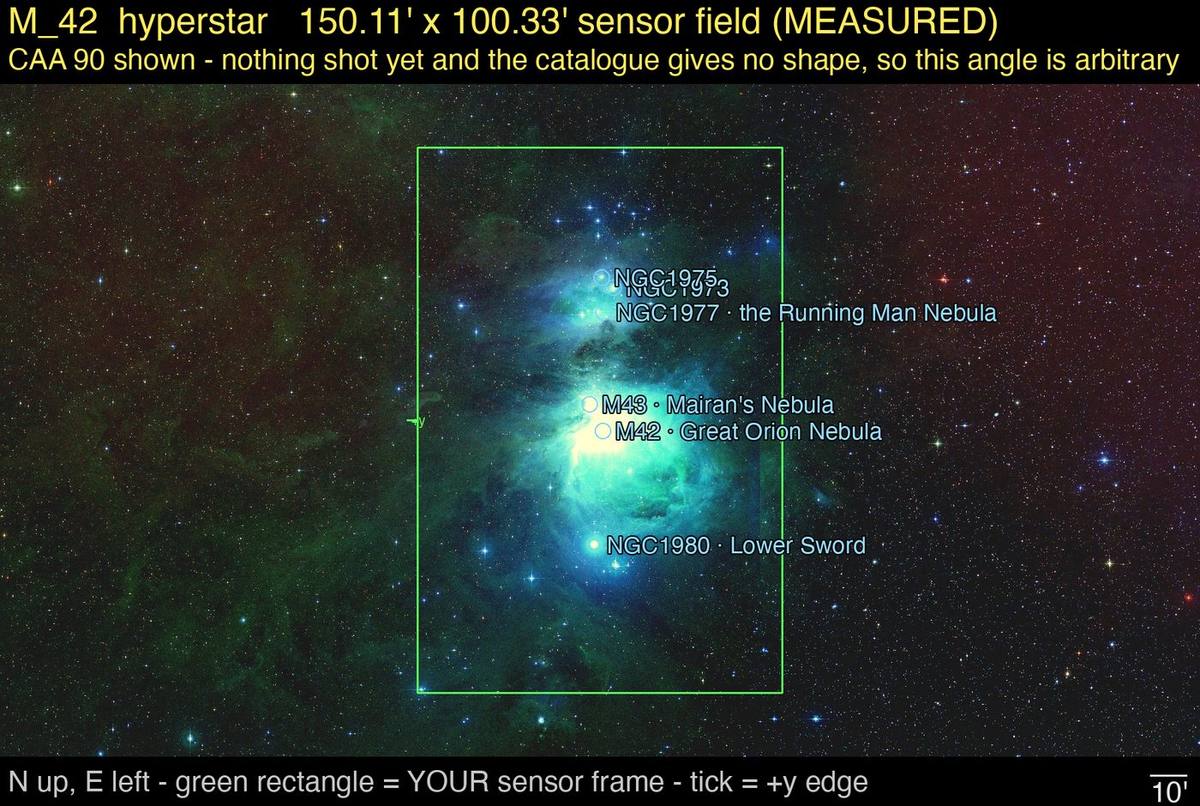 M_42 hyperstar 150.11' x 100.33' sensor field (MEASURED)
CAA 90 shown - nothing shot yet and the catalogue gives no shape, so this angle is arbitrary
NGC1975
NGC1973
NGC1977 · the Running Man Nebula
M43 · Mairan's Nebula
+y
M42 · Great Orion Nebula
NGC1980 · Lower Sword
N up, E left - green rectangle = YOUR sensor frame - tick = +y edge
10'